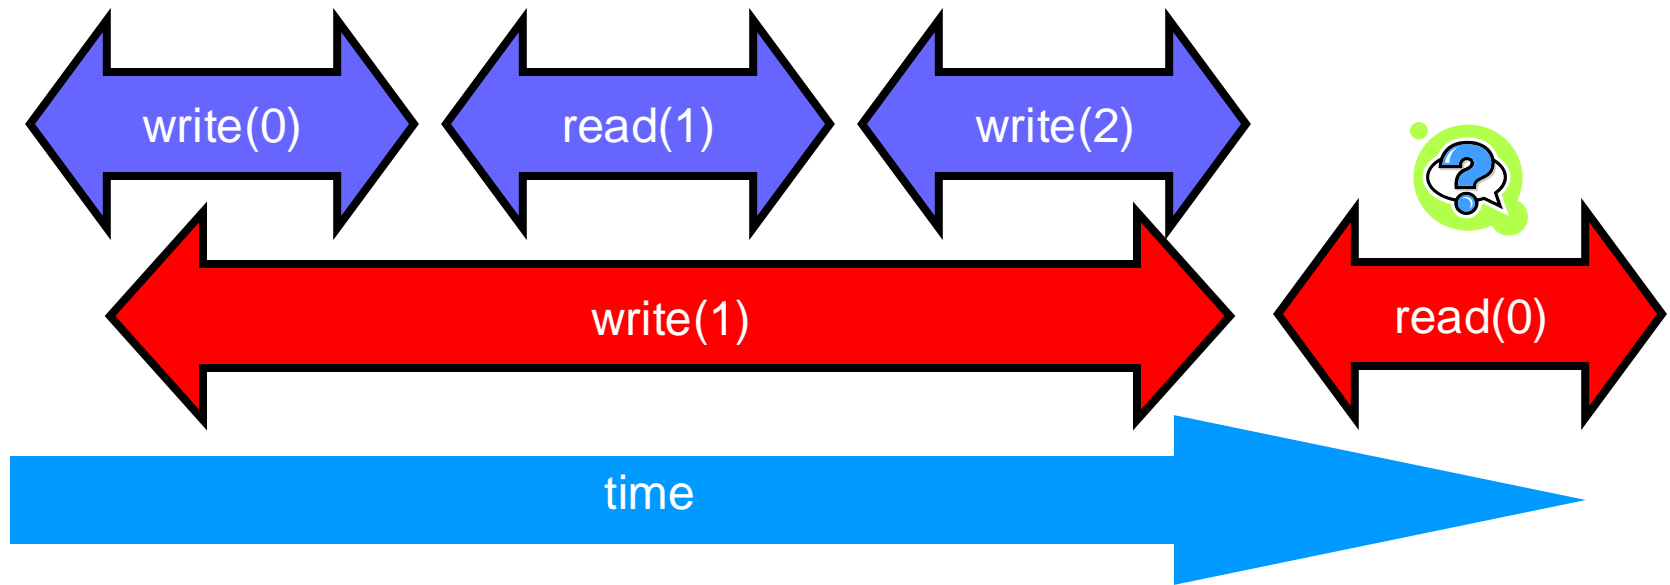 write(0)
read(1)
write(2)
write(1)
read(0)
time